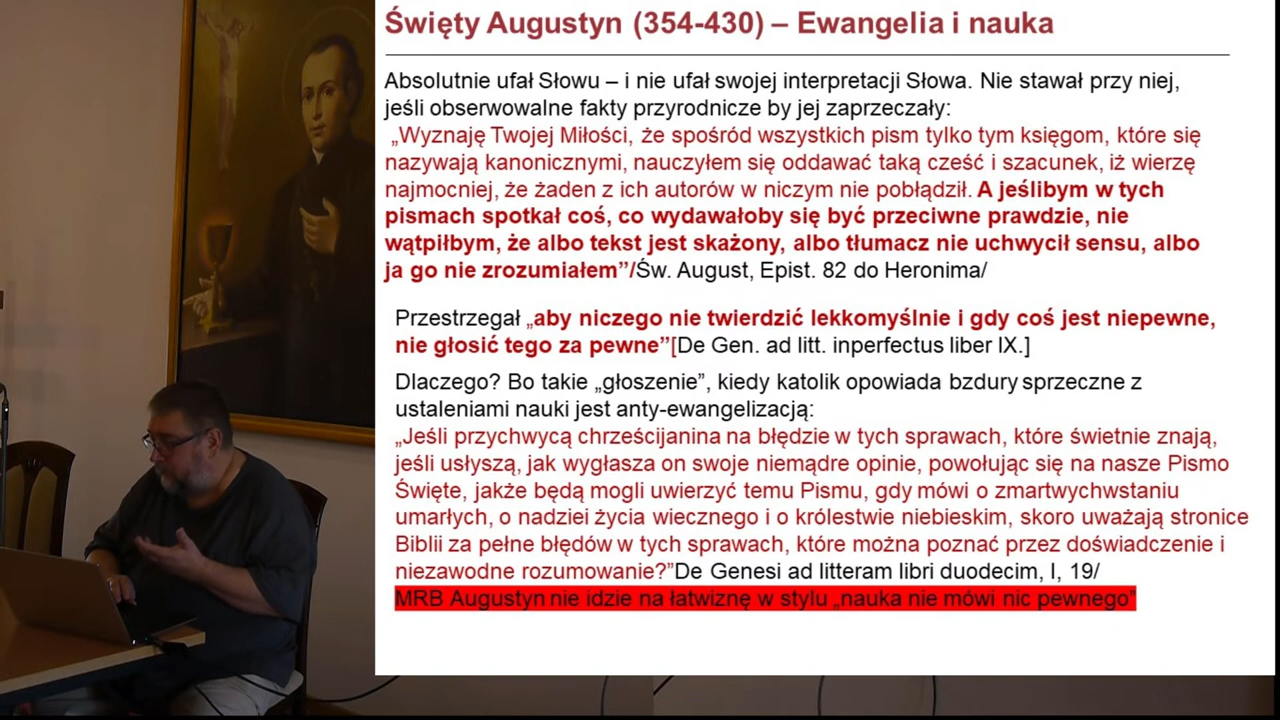 Święty Augustyn (354-430) – Ewangelia i nauka
Absolutnie ufał Słowu – i nie ufał swojej interpretacji Słowa. Nie stawał przy niej,
jeśli obserwowalne fakty przyrodnicze by jej zaprzeczały:
„Wyznaję Twojej Miłości, że spośród wszystkich pism tylko tym księgom, które się
nazywają kanonicznymi, nauczyłem się oddawać taką cześć i szacunek, iż wierzę
najmocniej, że żaden z ich autorów w niczym nie pobłądził. A jeślibym w tych
pismach spotkał coś, co wydawałoby się być przeciwne prawdzie, nie
wątpiłbym, że albo tekst jest skażony, albo tłumacz nie uchwycił sensu, albo
ja go nie zrozumiałem”/Św. August, Epist. 82 do Heronima/
Przestrzegał „aby niczego nie twierdzić lekkomyślnie i gdy coś jest niepewne,
nie głosić tego za pewne”[De Gen. ad litt. inperfectus liber IX.]
Dlaczego? Bo takie „głoszenie”, kiedy katolik opowiada bzdury sprzeczne z
ustaleniami nauki jest anty-ewangelizacją:
„Jeśli przychwycą chrześcijanina na błędzie w tych sprawach, które świetnie znają,
jeśli usłyszą, jak wygłasza on swoje niemądre opinie, powołując się na nasze Pismo
Święte, jakże będą mogli uwierzyć temu Pismu, gdy mówi o zmartwychwstaniu
umarłych, o nadziei życia wiecznego i o królestwie niebieskim, skoro uważają stronice
Biblii za pełne błędów w tych sprawach, które można poznać przez doświadczenie i
niezawodne rozumowanie?”De Genesi ad litteram libri duodecim, I, 19/
MRB Augustyn nie idzie na łatwiznę w stylu „nauka nie mówi nic pewnego”